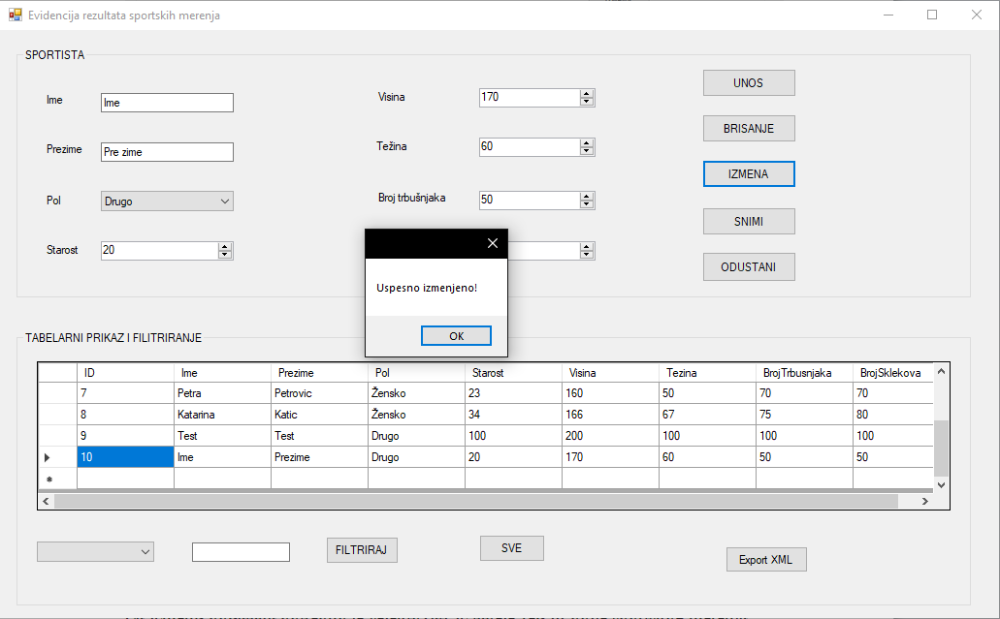 Evidencija rezultata sportskih merenja
SPORTISTA
Ime
Ime
Visina
170
UNOS
Prezime
Pre zime
Težina
60
BRISANJE
Pol
Drugo
Broj trbušnjaka
50
IZMENA
Starost
20
SNIMI
ODUSTANI
Uspesno izmenjeno!
OK
TABELARNI PRIKAZ I FILITRIRANJE
ID Ime Prezime Pol Starost Visina Tezina BrojTrbusnjaka BrojSklekova
7 Petra Petrovic Žensko 23 160 50 70 70
8 Katarina Katic Žensko 34 166 67 75 80
9 Test Test Drugo 100 200 100 100 100
10 Ime Prezime Drugo 20 170 60 50 50
FILTRIRAJ
SVE
Export XML